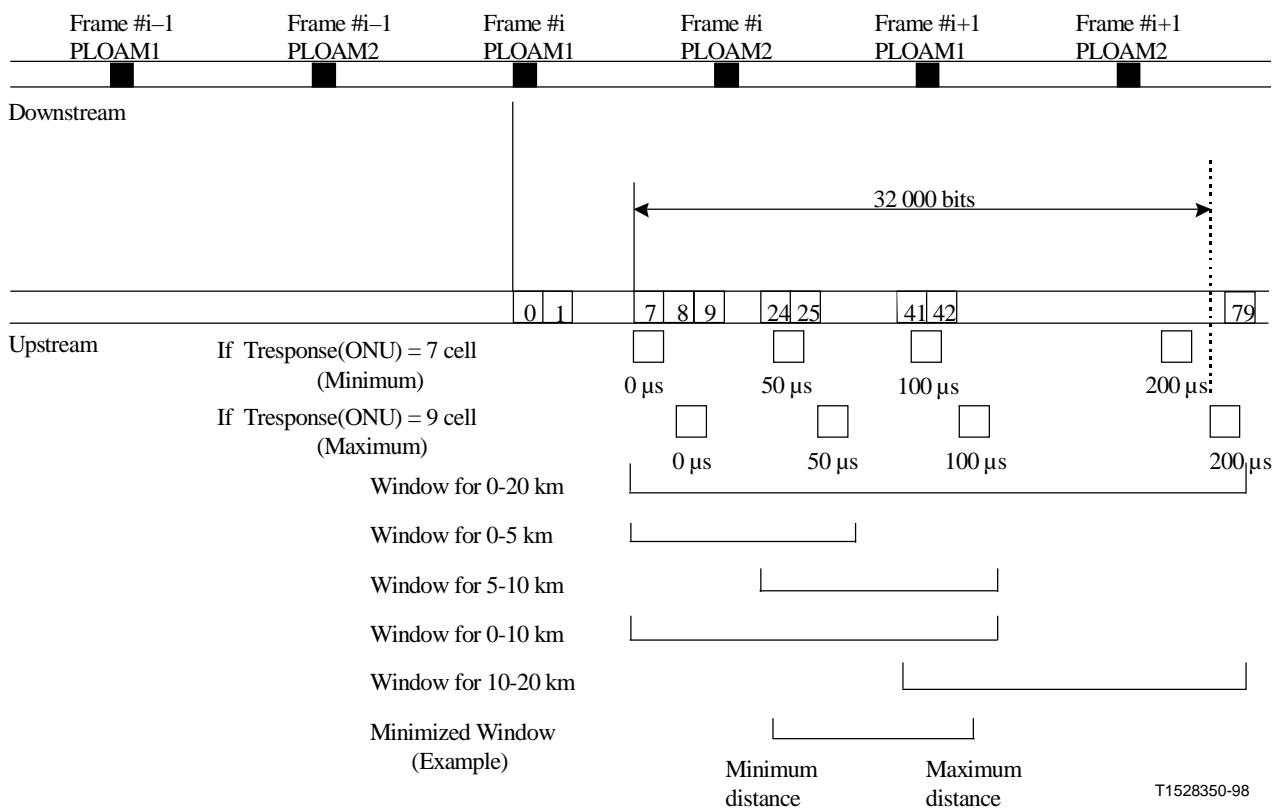 Frame #i–1 Frame #i–1 Frame #i Frame #i Frame #i+1 Frame #i+1
PLOAM1 PLOAM2 PLOAM1 PLOAM2 PLOAM1 PLOAM2
Downstream
32 000 bits
0 1 7 8 9 24 25 41 42 79
Upstream
If Tresponse(ONU) = 7 cell
(Minimum)
0 µs 50 µs 100 µs 200 µs
If Tresponse(ONU) = 9 cell
(Maximum)
0 µs 50 µs 100 µs 200 µs
Window for 0-20 km
Window for 0-5 km
Window for 5-10 km
Window for 0-10 km
Window for 10-20 km
Minimized Window
(Example)
Minimum
distance
Maximum
distance
T1528350-98